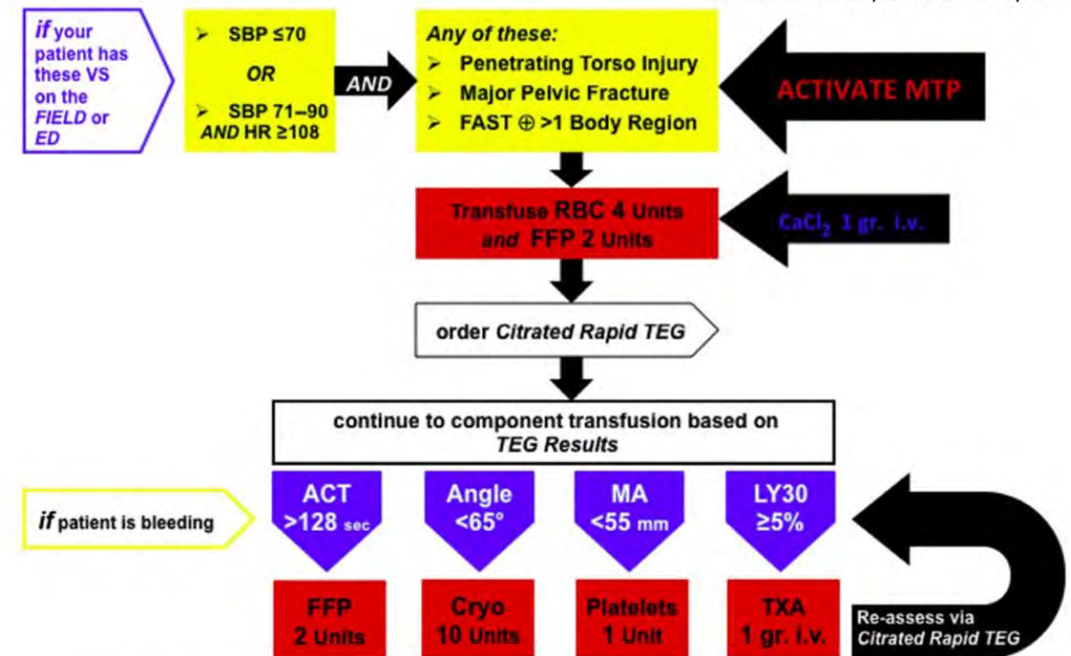 if your
patient has
these VS
on the
FIELD or
ED
➢ SBP ≤70
OR
➢ SBP 71–90
AND HR ≥108
AND
Any of these:
➢ Penetrating Torso Injury
➢ Major Pelvic Fracture
➢ FAST ⊕ >1 Body Region
ACTIVATE MTP
Transfuse RBC 4 Units
and FFP 2 Units
CaCl₂ 1 gr. i.v.
order Citrated Rapid TEG
continue to component transfusion based on
TEG Results
if patient is bleeding
ACT
>128 sec
Angle
<65°
MA
<55 mm
LY30
≥5%
FFP
2 Units
Cryo
10 Units
Platelets
1 Unit
TXA
1 gr. i.v.
Re-assess via
Citrated Rapid TEG